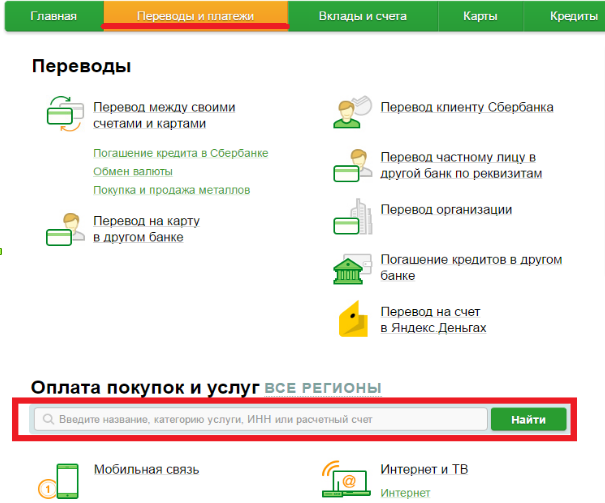 Главная Переводы и платежи Вклады и счета Карты Кредиты
Переводы
Перевод между своими
счетами и картами
Погашение кредита в Сбербанке
Обмен валюты
Покупка и продажа металлов
Перевод на карту
в другом банке
Перевод клиенту Сбербанка
Перевод частному лицу в
другой банк по реквизитам
Перевод организации
Погашение кредитов в другом
банке
Перевод на счет
в Яндекс.Деньгах
Оплата покупок и услуг ВСЕ РЕГИОНЫ
Введите название, категорию услуги, ИНН или расчетный счет Найти
1
Мобильная связь
@
Интернет и ТВ
Интернет